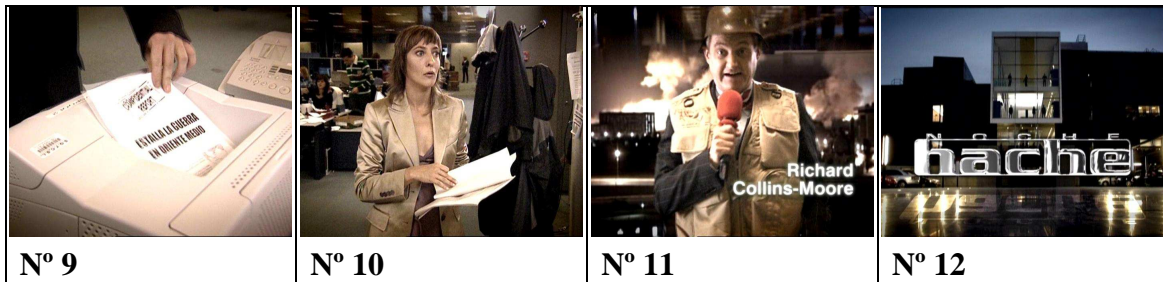 ESTALLA LA GUERRA
EN ORIENTE MEDIO
Richard
Collins-Moore
NOCHE
hache
Nº 9
Nº 10
Nº 11
Nº 12